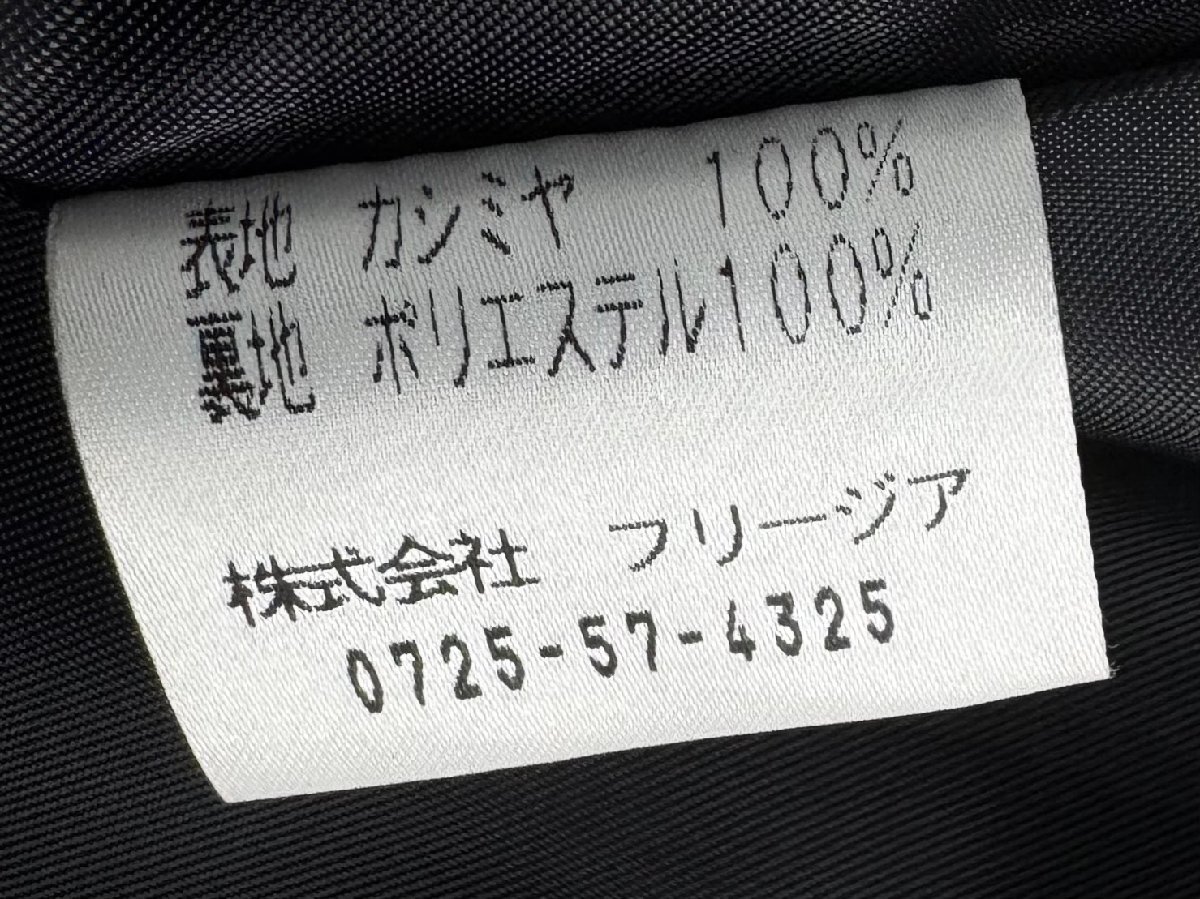 表地 カシミヤ 100%
裏地 ポリエステル100%
株式会社 フリージア
0725-57-4325